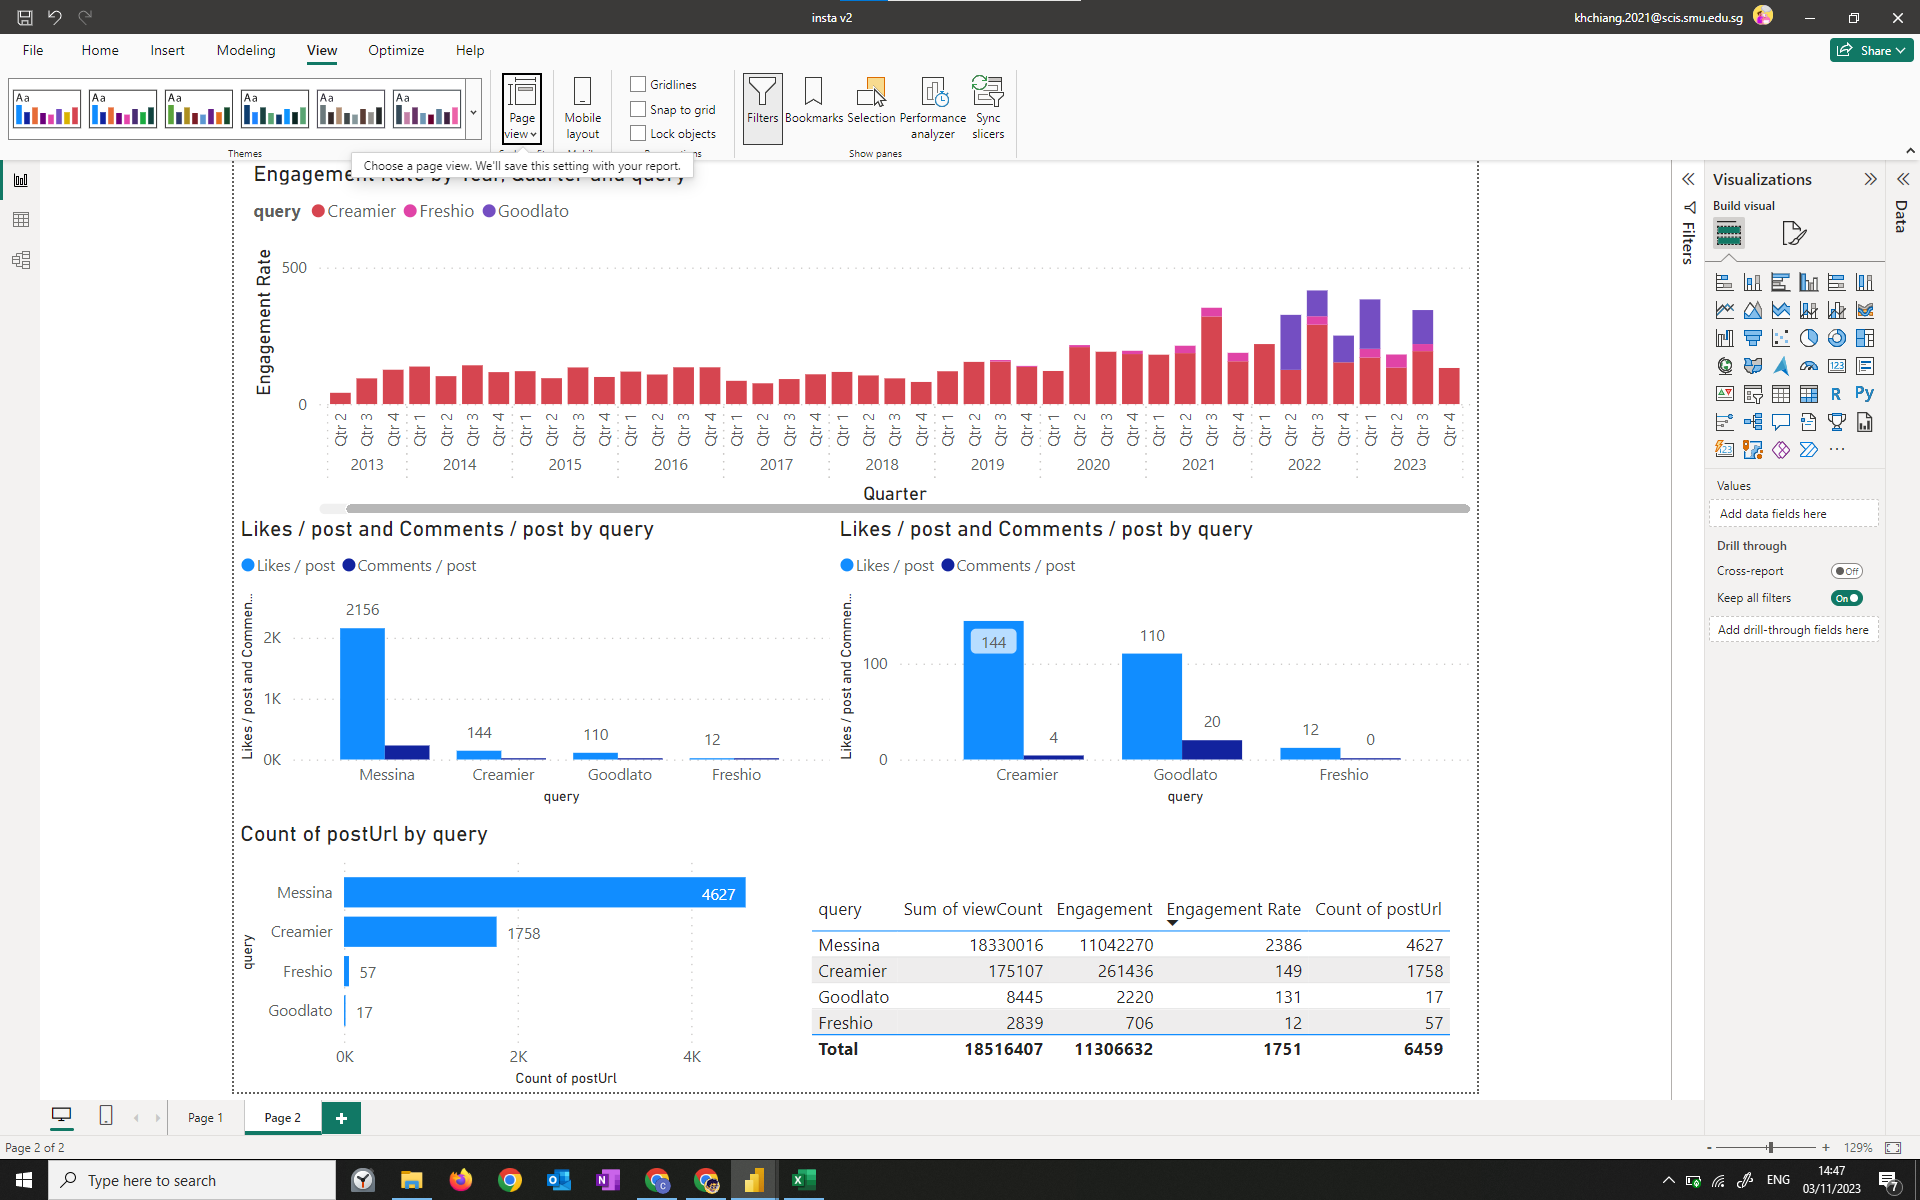 insta v2
khchiang.2021@scis.smu.edu.sg
File Home Insert Modeling View Optimize Help
Share
Aa Aa Aa Aa Aa Aa
Page view
Mobile layout
Gridlines
Snap to grid
Lock objects
Filters
Bookmarks
Selection
Performance analyzer
Sync slicers
Themes
Show panes
Choose a page view. We'll save this setting with your report.
Engagement Rate by Year, Quarter and query
query Creamier Freshio Goodlato
Engagement Rate
500
0
Qtr 2 Qtr 3 Qtr 4 Qtr 1 Qtr 2 Qtr 3 Qtr 4 Qtr 1 Qtr 2 Qtr 3 Qtr 4 Qtr 1 Qtr 2 Qtr 3 Qtr 4 Qtr 1 Qtr 2 Qtr 3 Qtr 4 Qtr 1 Qtr 2 Qtr 3 Qtr 4 Qtr 1 Qtr 2 Qtr 3 Qtr 4 Qtr 1 Qtr 2 Qtr 3 Qtr 4 Qtr 1 Qtr 2 Qtr 3 Qtr 4 Qtr 1 Qtr 2 Qtr 3 Qtr 4 Qtr 1 Qtr 2 Qtr 3 Qtr 4
2013 2014 2015 2016 2017 2018 2019 2020 2021 2022 2023
Quarter
Likes / post and Comments / post by query
Likes / post Comments / post
Likes / post and Commen...
2K
1K
0K
2156
144
110
12
Messina Creamier Goodlato Freshio
query
Likes / post and Comments / post by query
Likes / post Comments / post
Likes / post and Commen...
100
0
144
4
110
20
12
0
Creamier Goodlato Freshio
query
Count of postUrl by query
query
Messina 4627
Creamier 1758
Freshio 57
Goodlato 17
0K 2K 4K
Count of postUrl
query Sum of viewCount Engagement Engagement Rate Count of postUrl
Messina 18330016 11042270 2386 4627
Creamier 175107 261436 149 1758
Goodlato 8445 2220 131 17
Freshio 2839 706 12 57
Total 18516407 11306632 1751 6459
Filters
Visualizations
Build visual
123
R Py
123
Values
Add data fields here
Drill through
Cross-report Off
Keep all filters On
Add drill-through fields here
Data
Page 1
Page 2
+
Page 2 of 2
- + 129%
Type here to search
ENG
14:47
03/11/2023
7